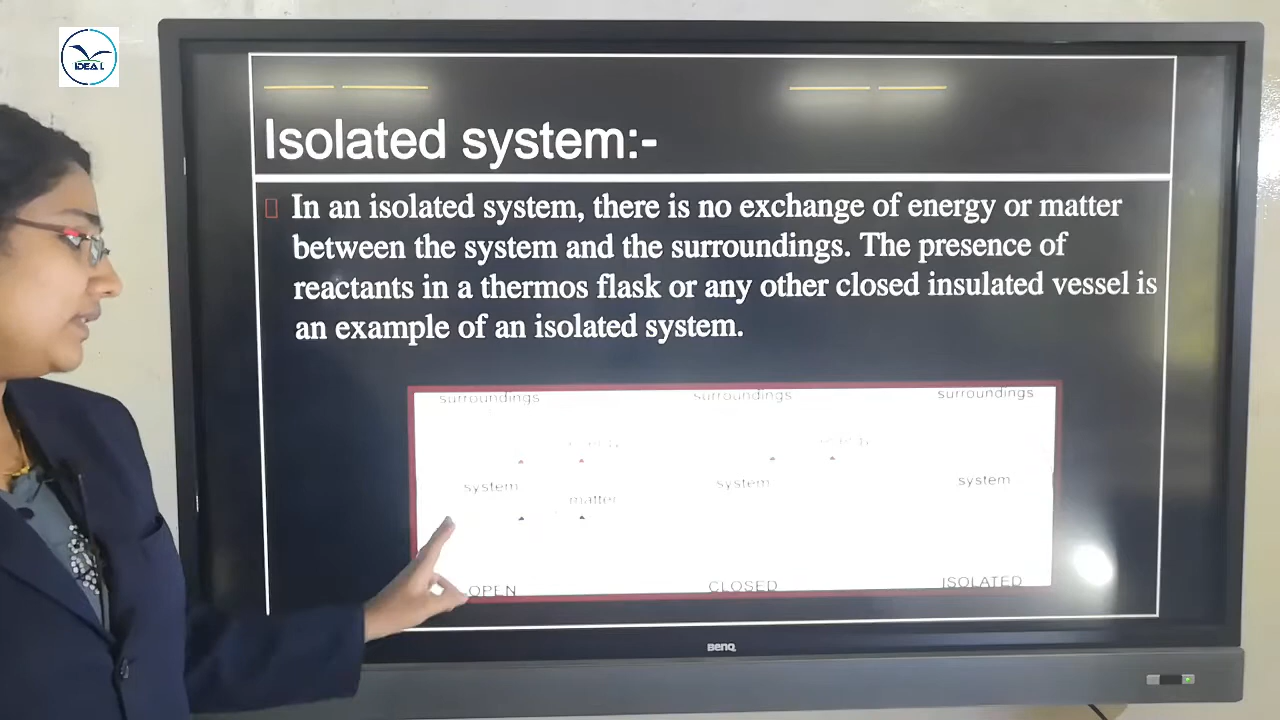 IDEAL
Isolated system:-
In an isolated system, there is no exchange of energy or matter
between the system and the surroundings. The presence of
reactants in a thermos flask or any other closed insulated vessel is
an example of an isolated system.
surroundings surroundings surroundings
energy energy
system system system
matter
OPEN CLOSED ISOLATED
BenQ